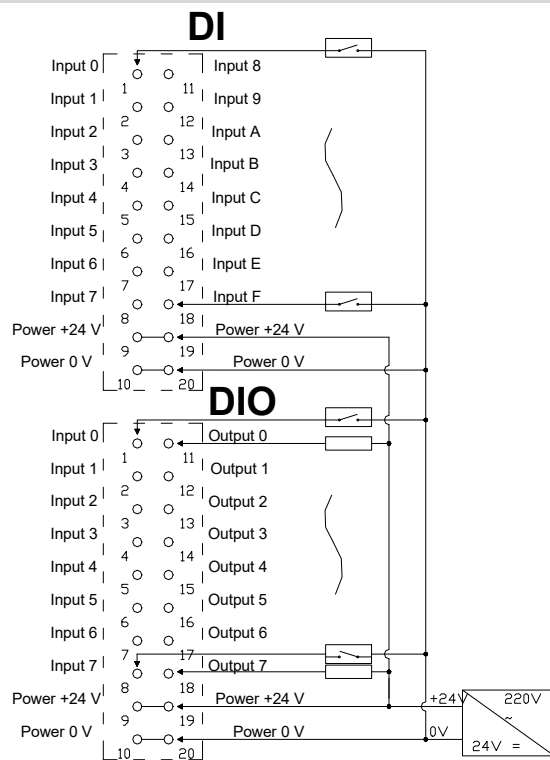 DI
Input 0 Input 8
1 11
Input 1 Input 9
2 12
Input 2 Input A
3 13
Input 3 Input B
4 14
Input 4 Input C
5 15
Input 5 Input D
6 16
Input 6 Input E
7 17
Input 7 Input F
8 18
Power +24 V Power +24 V
9 19
Power 0 V Power 0 V
10 20
DIO
Input 0 Output 0
1 11
Input 1 Output 1
2 12
Input 2 Output 2
3 13
Input 3 Output 3
4 14
Input 4 Output 4
5 15
Input 5 Output 5
6 16
Input 6 Output 6
7 17
Input 7 Output 7
8 18
Power +24 V Power +24 V +24V 220V
9 19 ~
Power 0 V Power 0 V 0V
10 20 24V =